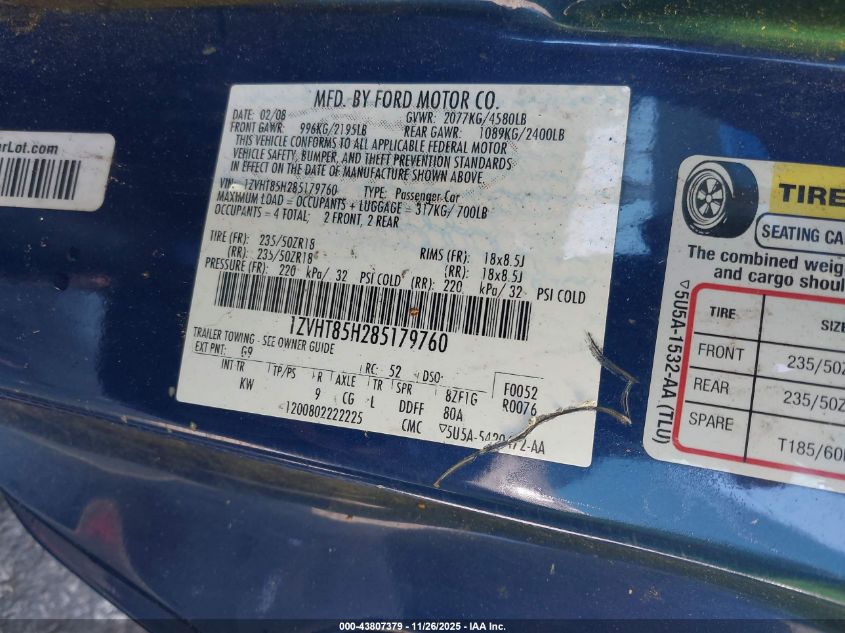 erLot.com
MFD. BY FORD MOTOR CO.
02/08
GVWR: 2077KG/4580LB
FRONT GAWR: 996KG/2195LB
REAR GAWR: 1089KG/2400LB
THIS VEHICLE CONFORMS TO ALL APPLICABLE FEDERAL MOTOR
VEHICLE SAFETY, BUMPER, AND THEFT PREVENTION STANDARDS
IN EFFECT ON THE DATE OF MANUFACTURE SHOWN ABOVE.
VIN: 1ZVHT85H285179760 TYPE: Passenger Car
MAXIMUM LOAD = OCCUPANTS + LUGGAGE = 317KG/ 700LB
OCCUPANTS = 4 TOTAL: 2 FRONT, 2 REAR
TIRE (FR): 235/50ZR18 RIMS (FR): 18x8.5J
(RR): 235/50ZR18 (RR): 18x8.5J
PRESSURE (FR): 220 kPa/ 32 PSI COLD (RR): 220 kPa/ 32 PSI COLD
1ZVHT85H285179760
TRAILER TOWING - SEE OWNER GUIDE
EXT PNT: G9 RC: 52 DSO:
INT TR TP/PS R AXLE TR SPR 8ZF1G F0052
KW 9 CG L DDFF 80A R0076
1200802222225 CMC ▽5U5A-5420472-AA
TIRE
SEATING CA
The combined weig
and cargo shoul
TIRE SIZE
FRONT 235/50Z
REAR 235/50Z
SPARE T185/60
▽5U5A-1532-AA (TLU)
000-43807379 | 11/26/2025 - IAA Inc.